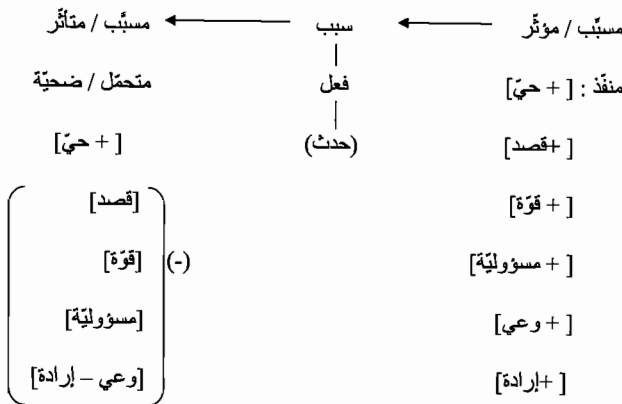 مسبِّب / مؤثّر ← سبب ← مسبَّب / متأثّر
منفّذ : [+ حيّ] فعل متحمّل / ضحيّة
[+قصد] (حدث) [+ حيّ]
[+ قوّة] [قصد]
[+ مسؤوليّة] (-) [قوّة]
[+ وعي] [مسؤوليّة]
[+إرادة] [وعي – إرادة]